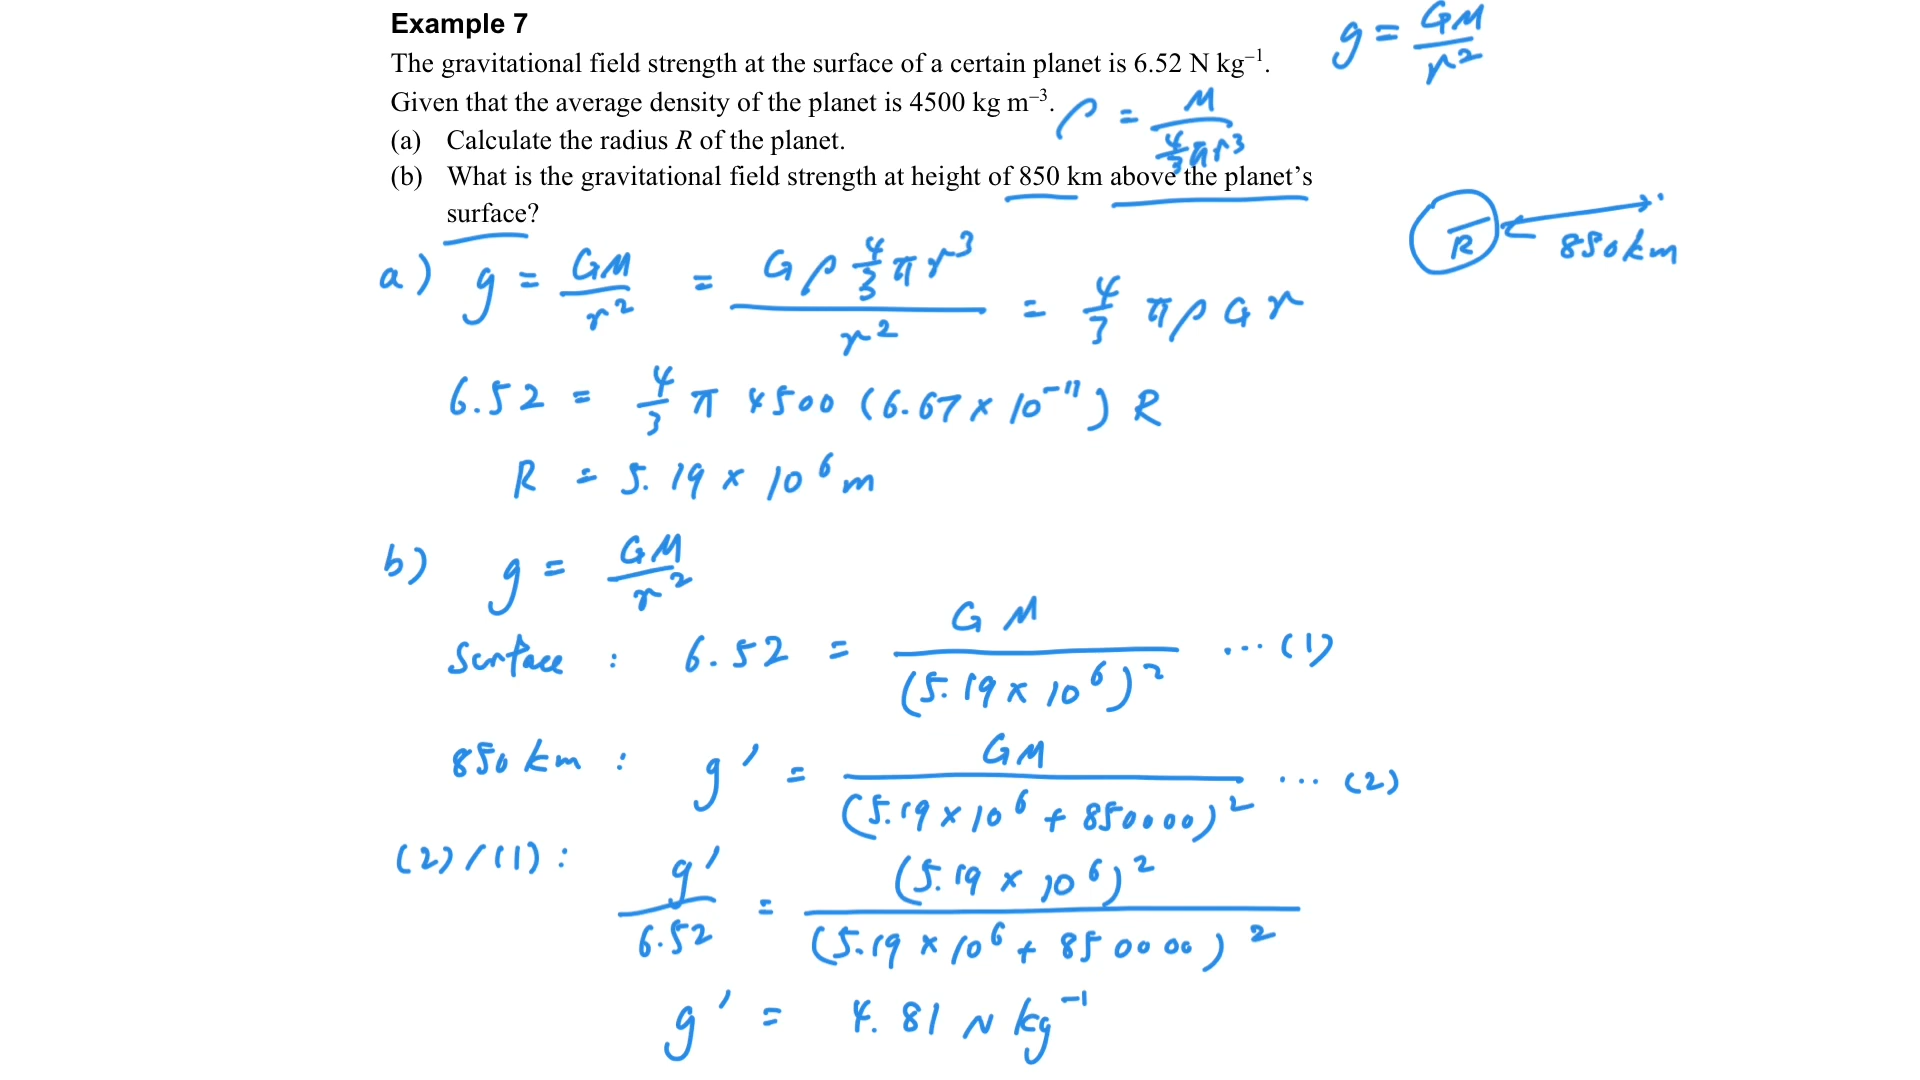 Example 7
g = GM/r²
The gravitational field strength at the surface of a certain planet is 6.52 N kg⁻¹.
Given that the average density of the planet is 4500 kg m⁻³. ρ = M/(4/3 πr³)
(a) Calculate the radius R of the planet.
(b) What is the gravitational field strength at height of 850 km above the planet's
surface?
R 850km
a) g = GM/r² = Gρ 4/3 π r³ / r² = 4/3 π ρ G r
6.52 = 4/3 π 4500 (6.67 × 10⁻¹¹) R
R = 5.19 × 10⁶ m
b) g = GM/r²
Surface : 6.52 = GM/(5.19 × 10⁶)² ... (1)
850 km : g' = GM/(5.19 × 10⁶ + 850000)² ... (2)
(2)/(1) : g'/6.52 = (5.19 × 10⁶)²/(5.19 × 10⁶ + 850000)²
g' = 4.81 N kg⁻¹